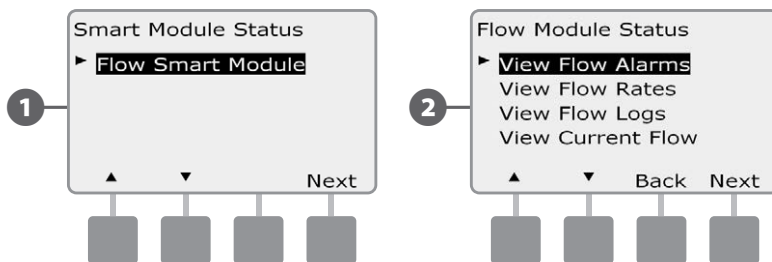 1
Smart Module Status
► Flow Smart Module
▲ ▼ Next
2
Flow Module Status
► View Flow Alarms
View Flow Rates
View Flow Logs
View Current Flow
▲ ▼ Back Next